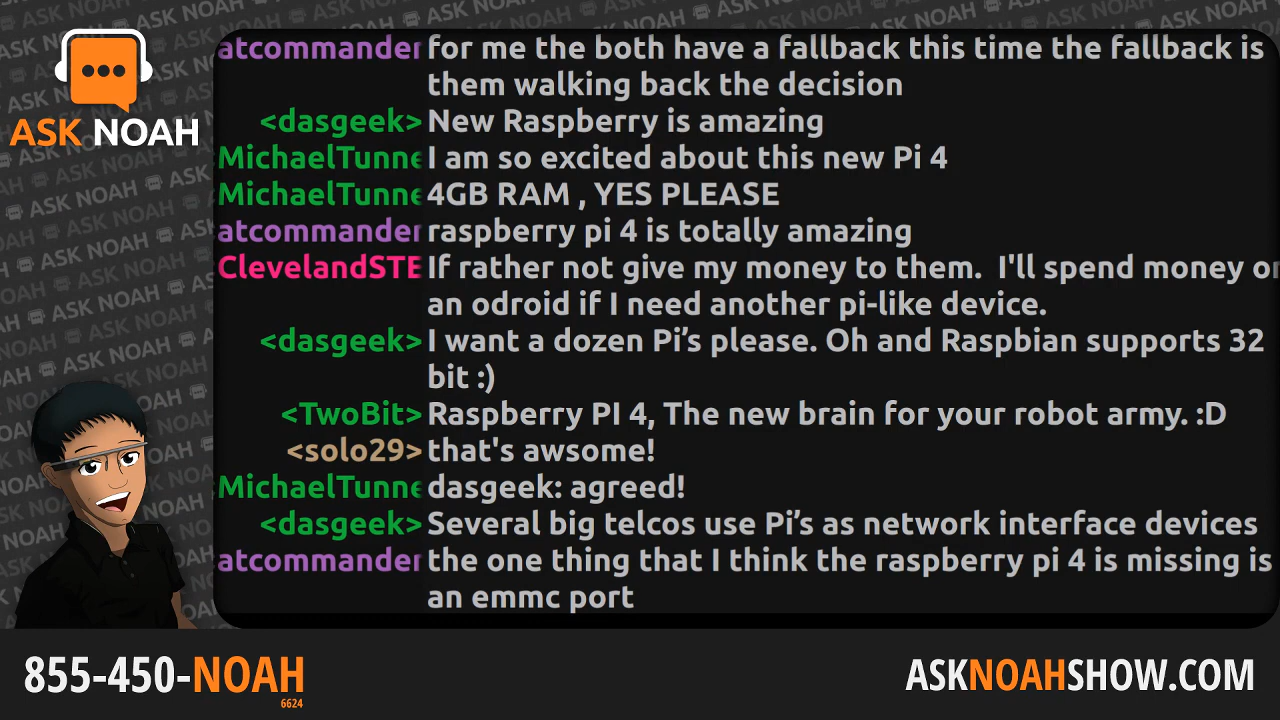 ASK NOAH
atcommander for me the both have a fallback this time the fallback is
them walking back the decision
<dasgeek> New Raspberry is amazing
MichaelTunne I am so excited about this new Pi 4
MichaelTunne 4GB RAM , YES PLEASE
atcommander raspberry pi 4 is totally amazing
ClevelandSTE If rather not give my money to them.  I'll spend money on
an odroid if I need another pi-like device.
<dasgeek> I want a dozen Pi’s please. Oh and Raspbian supports 32
bit :)
<TwoBit> Raspberry PI 4, The new brain for your robot army. :D
<solo29> that's awsome!
MichaelTunne dasgeek: agreed!
<dasgeek> Several big telcos use Pi’s as network interface devices
atcommander the one thing that I think the raspberry pi 4 is missing is
an emmc port
855-450-NOAH
6624
ASKNOAHSHOW.COM